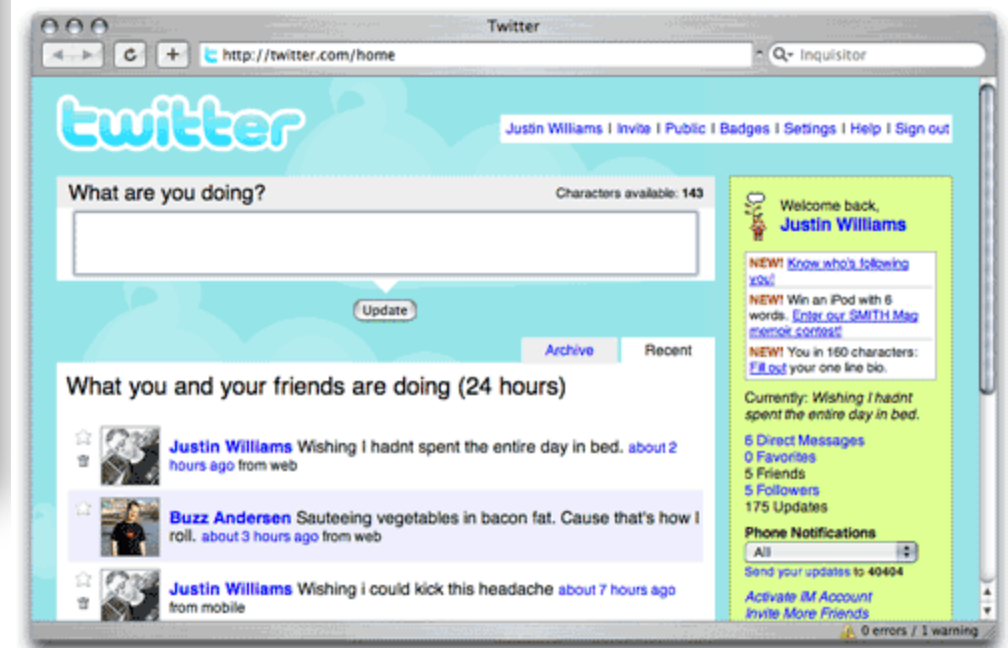 Twitter
http://twitter.com/home
Inquisitor
twitter
Justin Williams | Invite | Public | Badges | Settings | Help | Sign out
What are you doing?
Characters available: 143
Update
Archive
Recent
What you and your friends are doing (24 hours)
Justin Williams Wishing I hadnt spent the entire day in bed. about 2
hours ago from web
Buzz Andersen Sauteeing vegetables in bacon fat. Cause that's how I
roll. about 3 hours ago from web
Justin Williams Wishing i could kick this headache about 7 hours ago
from mobile
Welcome back,
Justin Williams
NEW! Know who's following
you!
NEW! Win an iPod with 6
words. Enter our SMITH Mag
memoir contest!
NEW! You in 160 characters:
Fill out your one line bio.
Currently: Wishing I hadnt
spent the entire day in bed.
6 Direct Messages
0 Favorites
5 Friends
5 Followers
175 Updates
Phone Notifications
All
Send your updates to 40404
Activate IM Account
Invite More Friends
0 errors / 1 warning